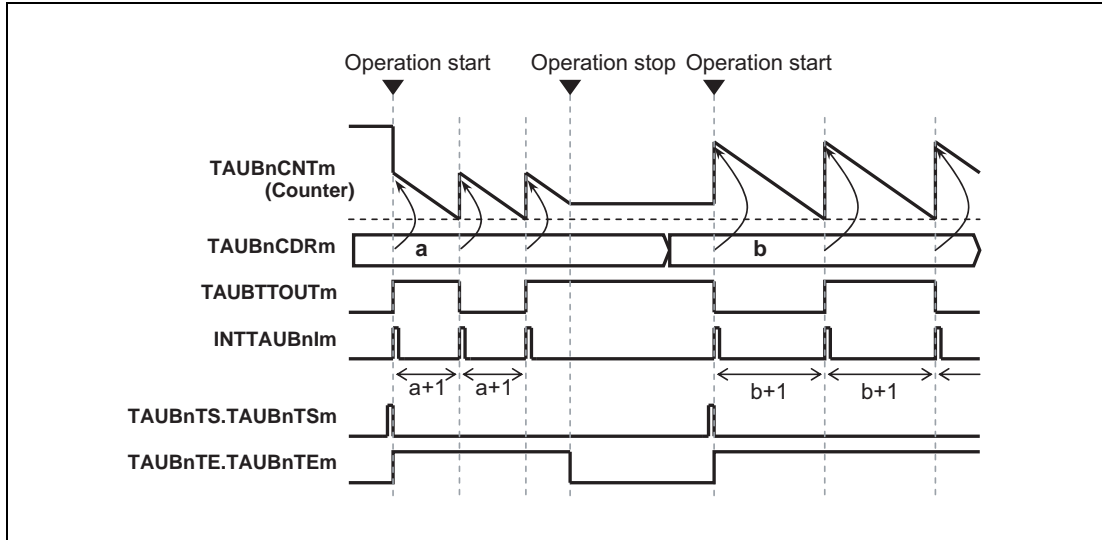 Operation start Operation stop Operation start
TAUBnCNTm
(Counter)
TAUBnCDRm a b
TAUBTTOUTm
INTTAUBnIm
a+1 a+1 b+1 b+1
TAUBnTS.TAUBnTSm
TAUBnTE.TAUBnTEm